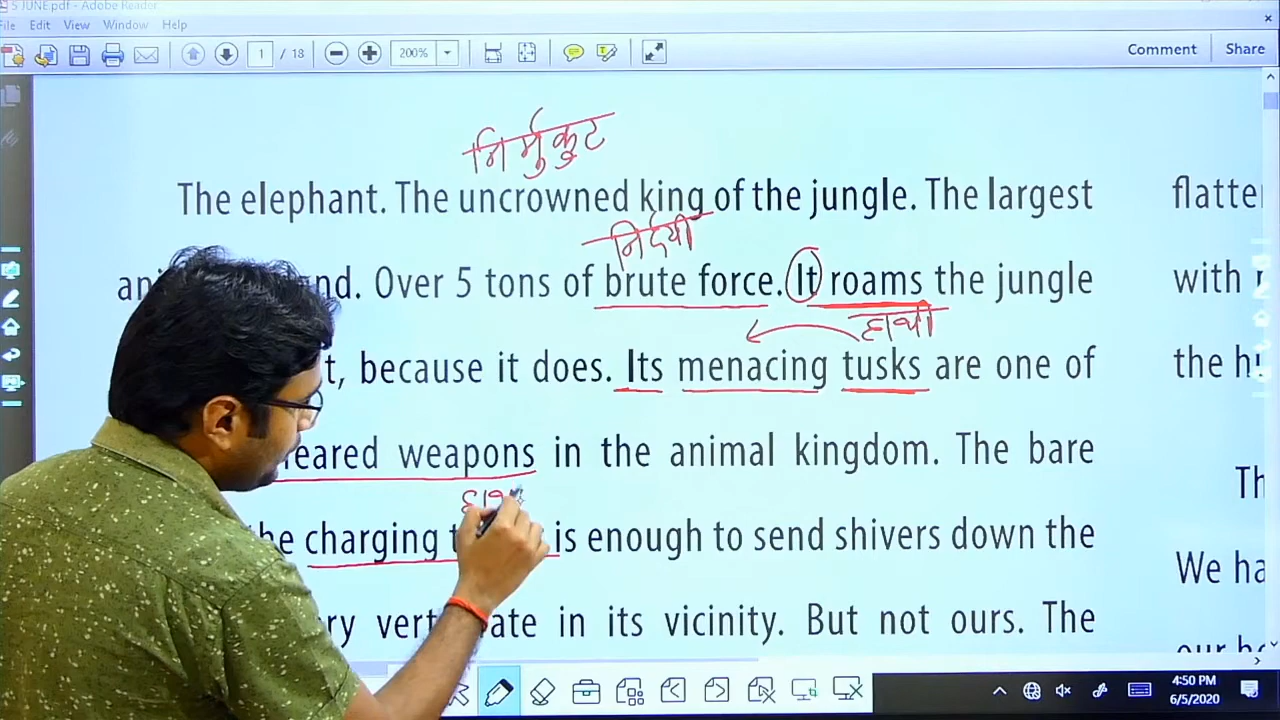 5 JUNE.pdf - Adobe Reader
File Edit View Window Help
1 / 18 200% Comment Share
निर्मुकुट
The elephant. The uncrowned king of the jungle. The largest
flatte
निर्दयी
nd. Over 5 tons of brute force. It roams the jungle
with
हाथी
t, because it does. Its menacing tusks are one of
the h
eared weapons in the animal kingdom. The bare
Th
he charging is enough to send shivers down the
We ha
ry vert ate in its vicinity. But not ours. The
our
4:50 PM
6/5/2020